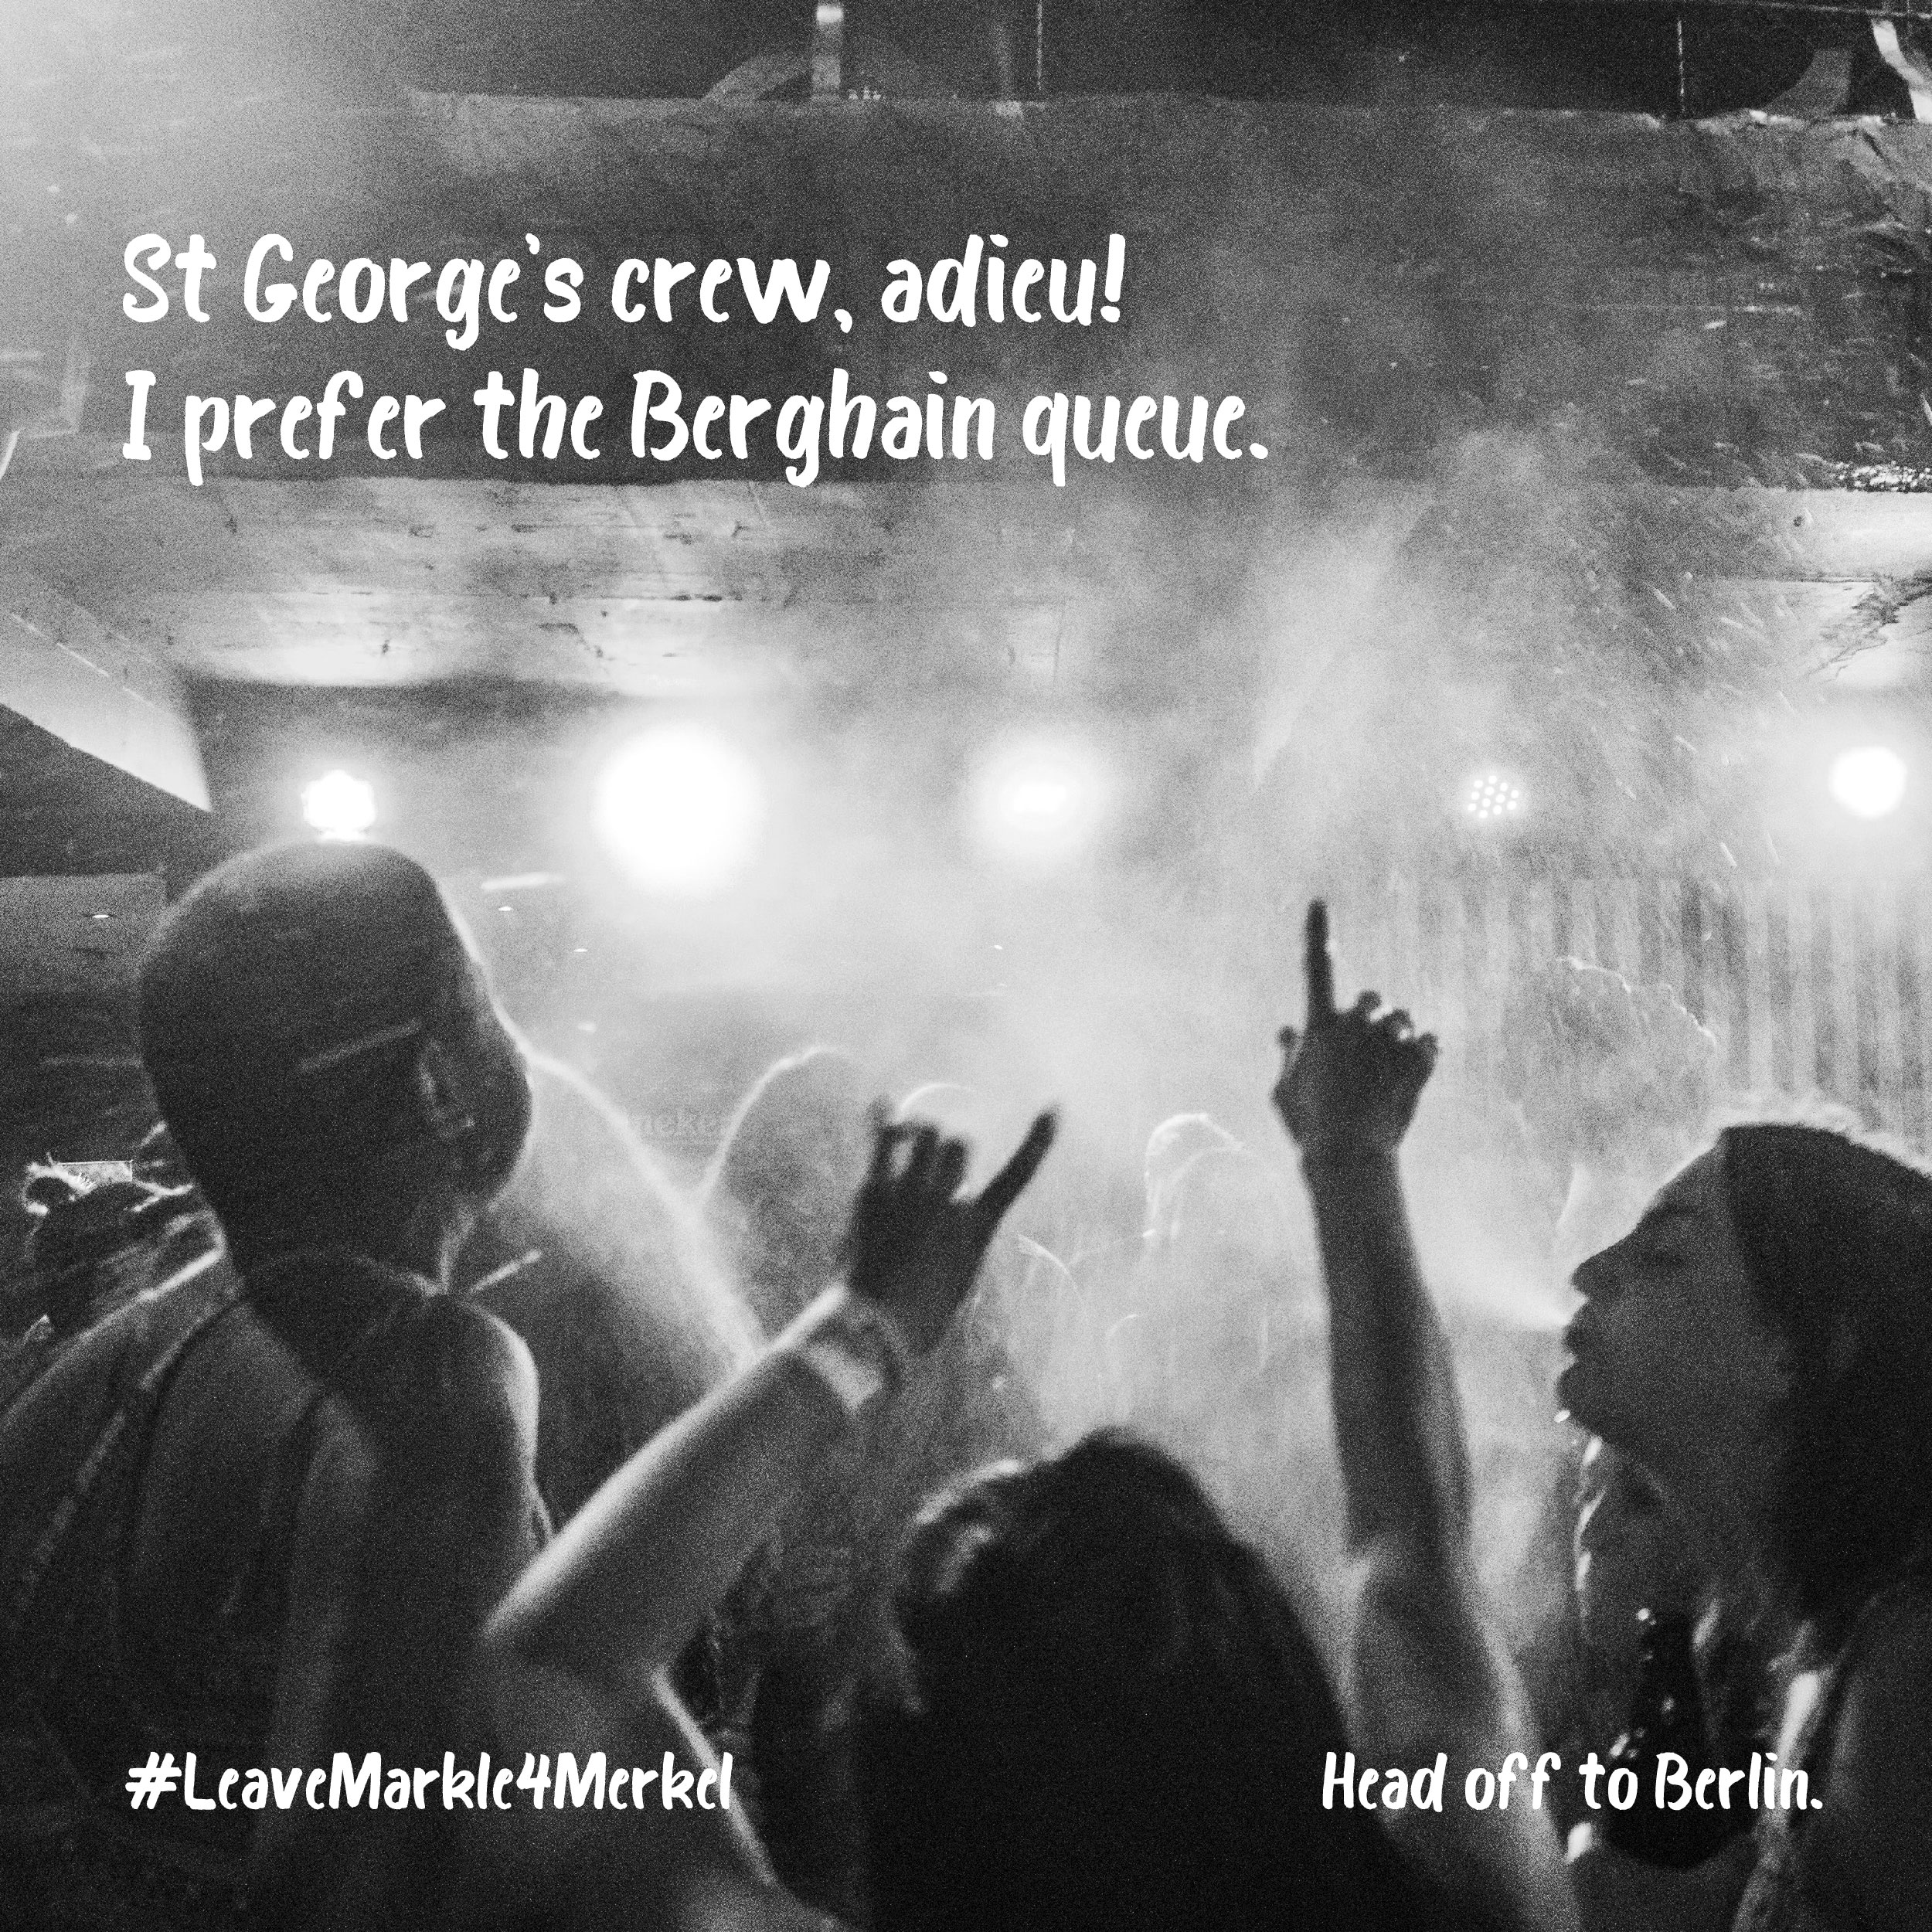 St George's crew, adieu!
I prefer the Berghain queue.
#LeaveMarkle4Merkel
Head off to Berlin.